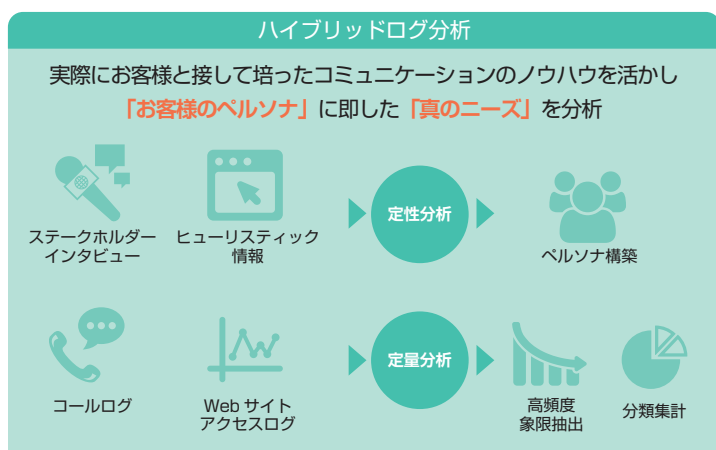 ハイブリッドログ分析
実際にお客様と接して培ったコミュニケーションのノウハウを活かし
「お客様のペルソナ」に即した「真のニーズ」を分析
ステークホルダー
インタビュー
ヒューリスティック
情報
定性分析
ペルソナ構築
コールログ
Web サイト
アクセスログ
定量分析
高頻度
象限抽出
分類集計